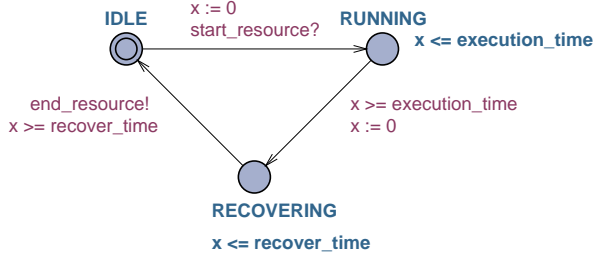 IDLE
x := 0
start_resource?
RUNNING
x <= execution_time
end_resource!
x >= recover_time
x >= execution_time
x := 0
RECOVERING
x <= recover_time